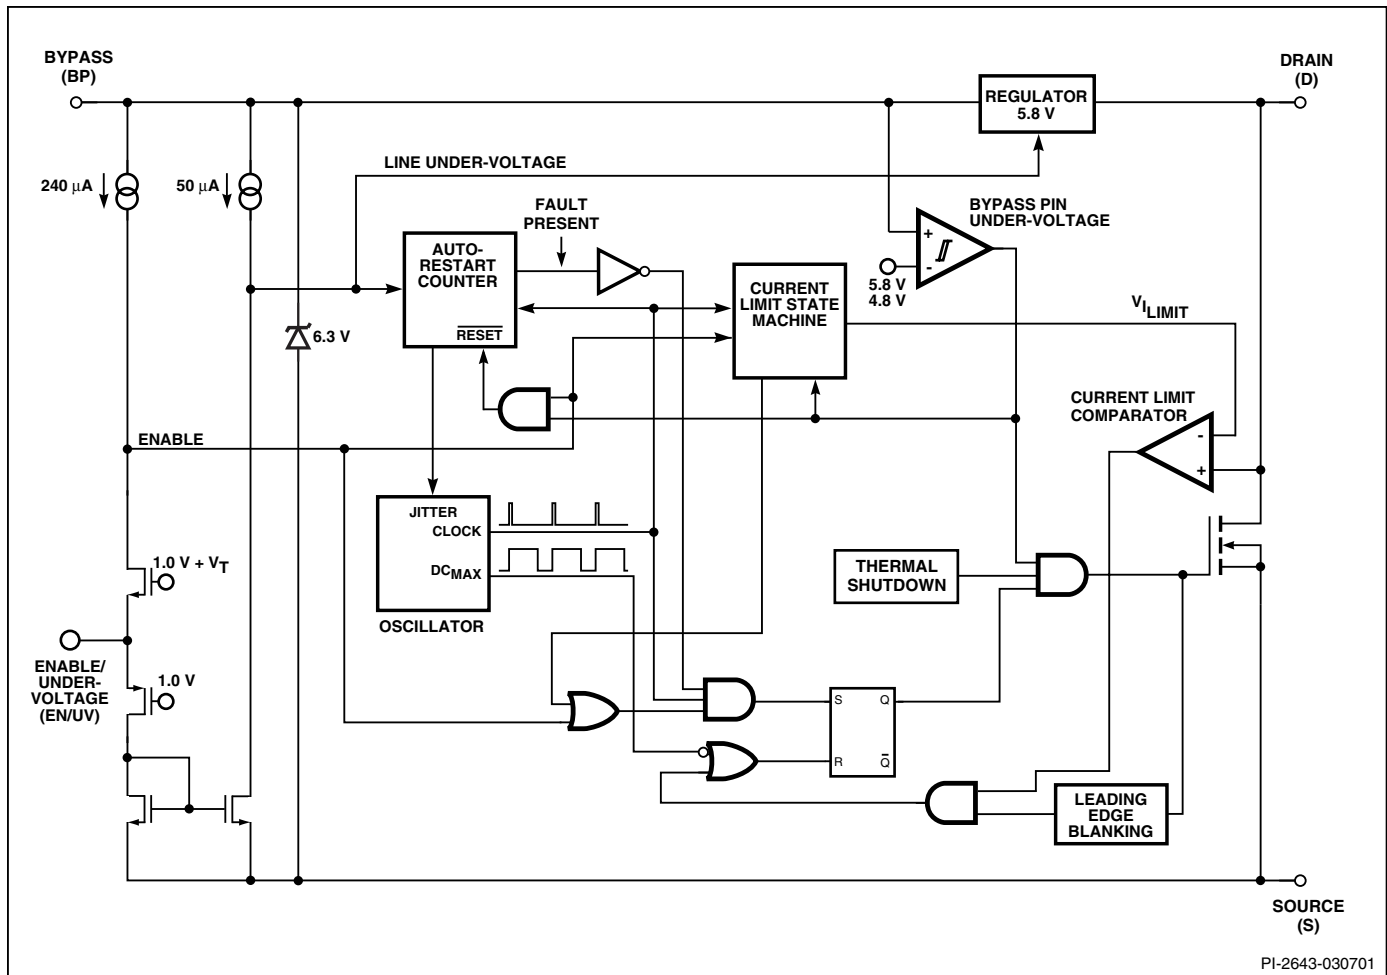 BYPASS
(BP)
DRAIN
(D)
REGULATOR
5.8 V
LINE UNDER-VOLTAGE
240 µA
50 µA
FAULT
PRESENT
BYPASS PIN
UNDER-VOLTAGE
+
-
5.8 V
4.8 V
AUTO-
RESTART
COUNTER
RESET
CURRENT
LIMIT STATE
MACHINE
VI LIMIT
6.3 V
CURRENT LIMIT
COMPARATOR
-
+
ENABLE
JITTER
CLOCK
DCMAX
OSCILLATOR
1.0 V + VT
THERMAL
SHUTDOWN
ENABLE/
UNDER-
VOLTAGE
(EN/UV)
1.0 V
S Q
R Q̅
LEADING
EDGE
BLANKING
SOURCE
(S)
PI-2643-030701